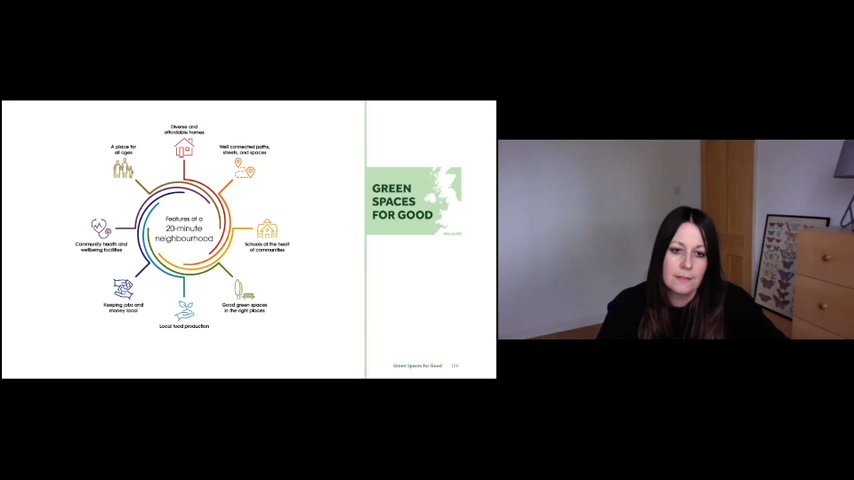 Diverse and
affordable homes
Well connected paths,
streets, and spaces
A place for
all ages
Features of a
20-minute
neighbourhood
Community health and
wellbeing facilities
Schools at the heart
of communities
Keeping jobs and
money local
Good green spaces
in the right places
Local food production
GREEN
SPACES
FOR GOOD
Green Spaces for Good